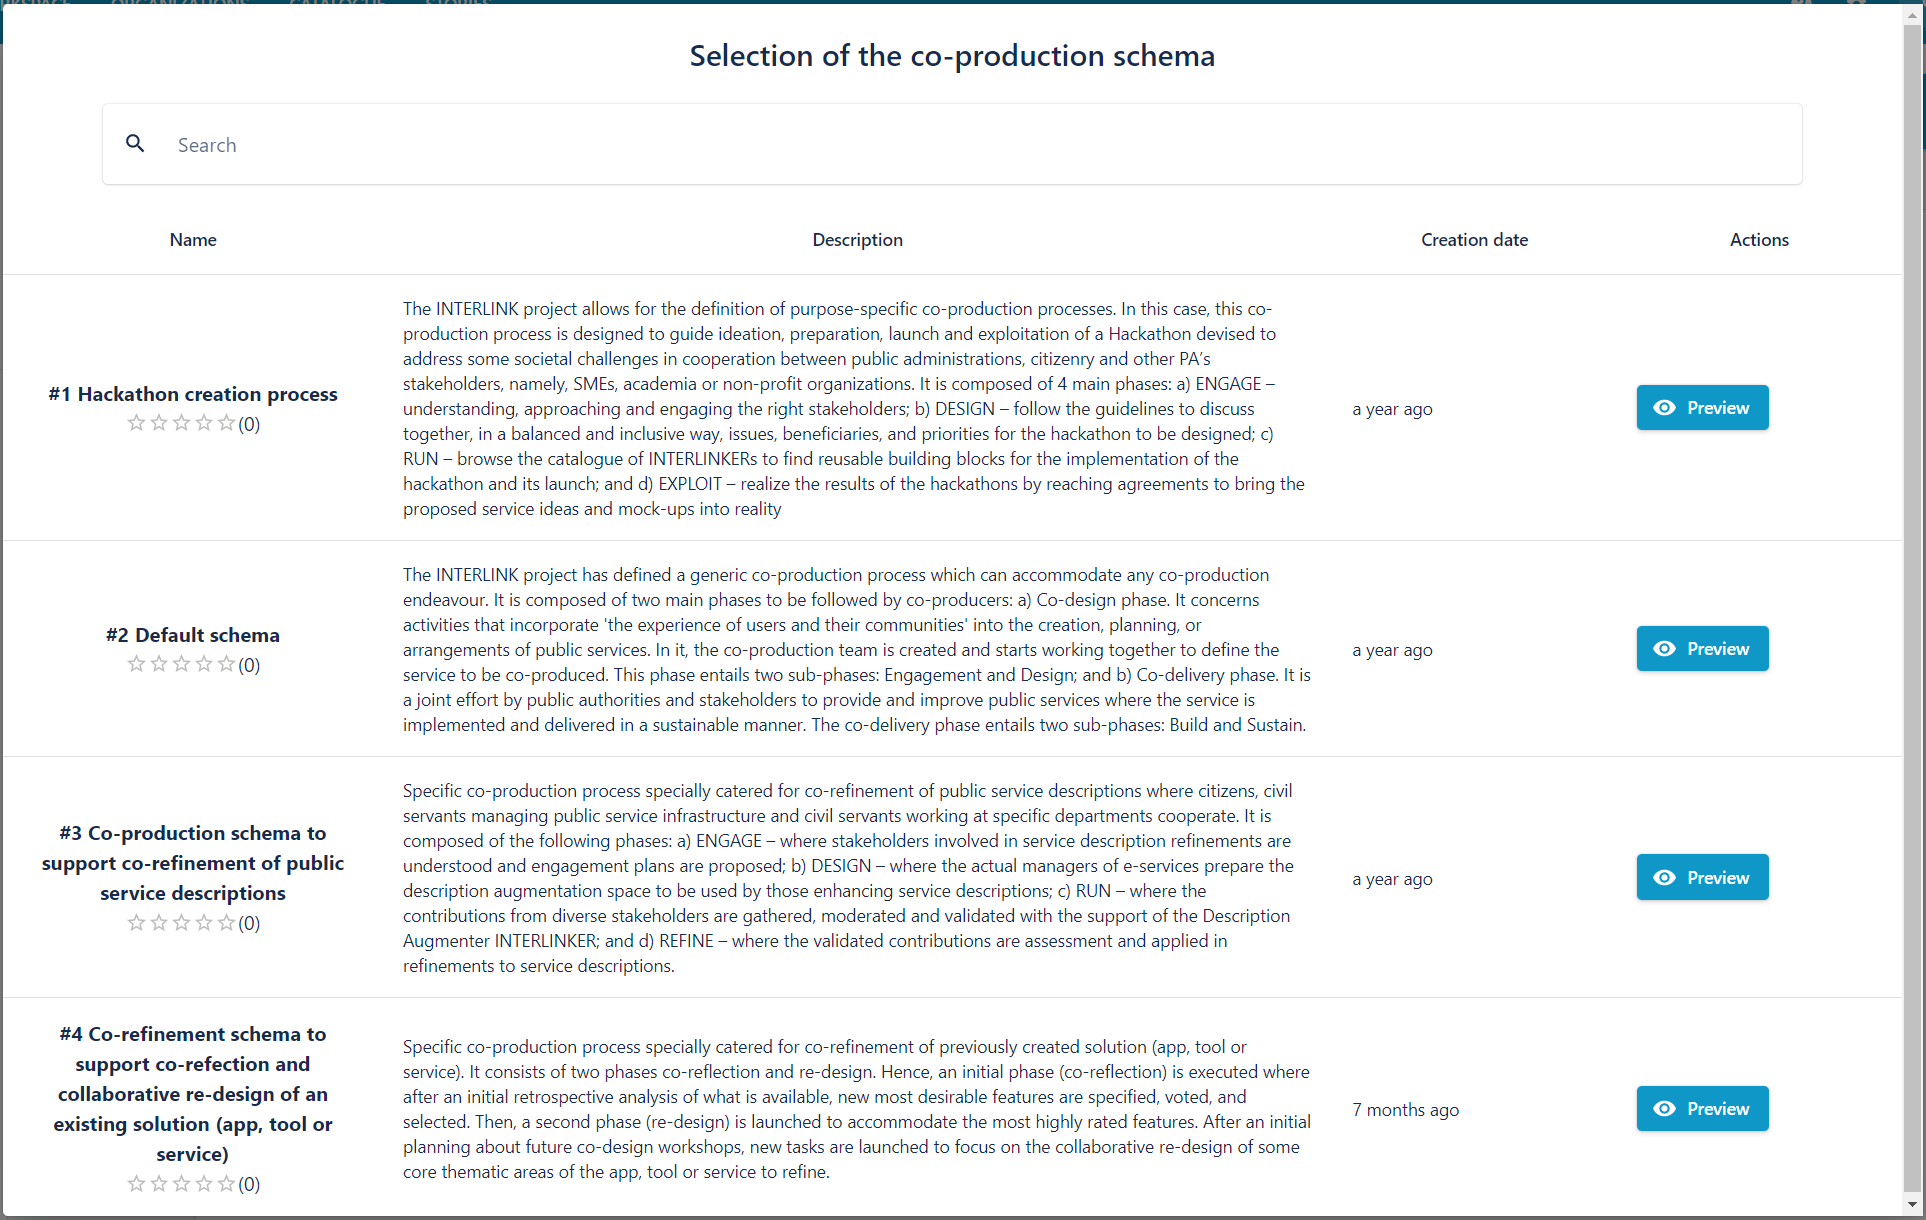 Selection of the co-production schema
Search
Name Description Creation date Actions
#1 Hackathon creation process
(0)
The INTERLINK project allows for the definition of purpose-specific co-production processes. In this case, this co-
production process is designed to guide ideation, preparation, launch and exploitation of a Hackathon devised to
address some societal challenges in cooperation between public administrations, citizenry and other PA's
stakeholders, namely, SMEs, academia or non-profit organizations. It is composed of 4 main phases: a) ENGAGE –
understanding, approaching and engaging the right stakeholders; b) DESIGN – follow the guidelines to discuss
together, in a balanced and inclusive way, issues, beneficiaries, and priorities for the hackathon to be designed; c)
RUN – browse the catalogue of INTERLINKERs to find reusable building blocks for the implementation of the
hackathon and its launch; and d) EXPLOIT – realize the results of the hackathons by reaching agreements to bring the
proposed service ideas and mock-ups into reality
a year ago
Preview
#2 Default schema
(0)
The INTERLINK project has defined a generic co-production process which can accommodate any co-production
endeavour. It is composed of two main phases to be followed by co-producers: a) Co-design phase. It concerns
activities that incorporate 'the experience of users and their communities' into the creation, planning, or
arrangements of public services. In it, the co-production team is created and starts working together to define the
service to be co-produced. This phase entails two sub-phases: Engagement and Design; and b) Co-delivery phase. It is
a joint effort by public authorities and stakeholders to provide and improve public services where the service is
implemented and delivered in a sustainable manner. The co-delivery phase entails two sub-phases: Build and Sustain.
a year ago
Preview
#3 Co-production schema to
support co-refinement of public
service descriptions
(0)
Specific co-production process specially catered for co-refinement of public service descriptions where citizens, civil
servants managing public service infrastructure and civil servants working at specific departments cooperate. It is
composed of the following phases: a) ENGAGE – where stakeholders involved in service description refinements are
understood and engagement plans are proposed; b) DESIGN – where the actual managers of e-services prepare the
description augmentation space to be used by those enhancing service descriptions; c) RUN – where the
contributions from diverse stakeholders are gathered, moderated and validated with the support of the Description
Augmenter INTERLINKER; and d) REFINE – where the validated contributions are assessment and applied in
refinements to service descriptions.
a year ago
Preview
#4 Co-refinement schema to
support co-refection and
collaborative re-design of an
existing solution (app, tool or
service)
(0)
Specific co-production process specially catered for co-refinement of previously created solution (app, tool or
service). It consists of two phases co-reflection and re-design. Hence, an initial phase (co-reflection) is executed where
after an initial retrospective analysis of what is available, new most desirable features are specified, voted, and
selected. Then, a second phase (re-design) is launched to accommodate the most highly rated features. After an initial
planning about future co-design workshops, new tasks are launched to focus on the collaborative re-design of some
core thematic areas of the app, tool or service to refine.
7 months ago
Preview